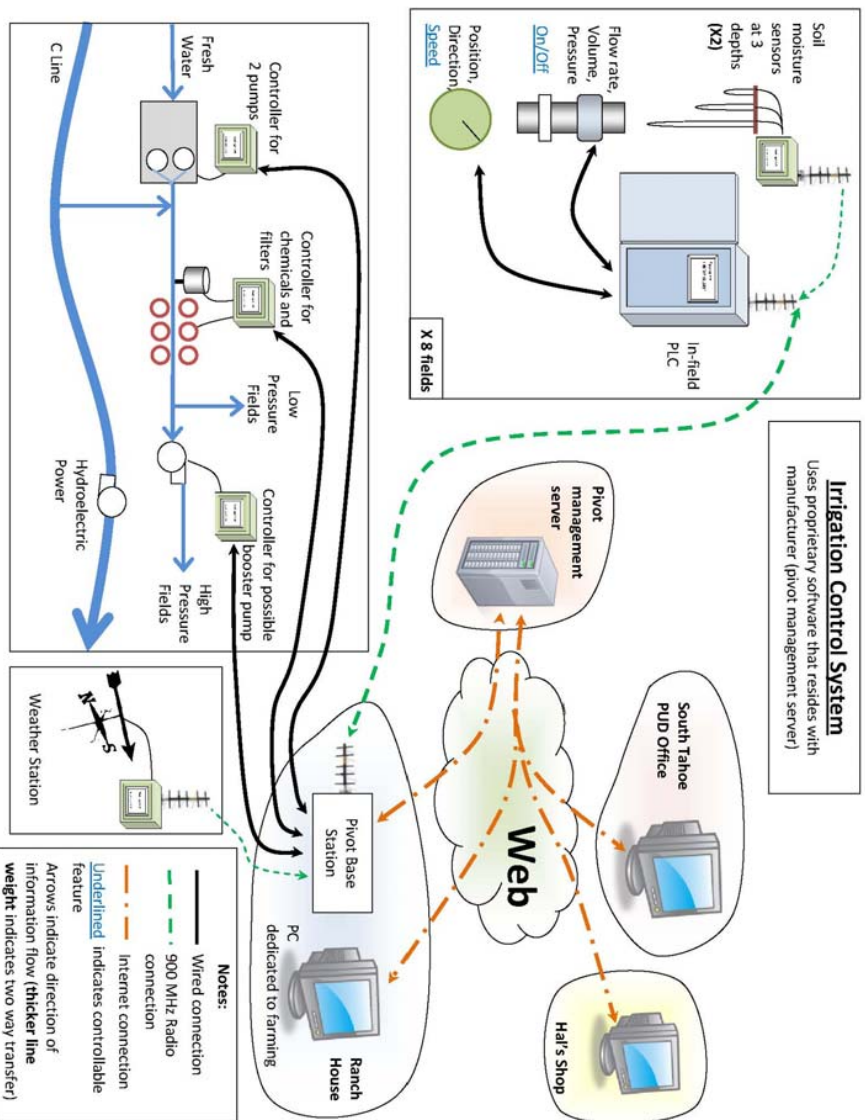 Irrigation Control System
Uses proprietary software that resides with
manufacturer (pivot management server)
Soil
moisture
sensors
at 3
depths
(X2)
Flow rate,
Volume,
Pressure
On/Off
Position,
Direction,
Speed
In-field
PLC
X 8 fields
Pivot
management
server
South Tahoe
PUD Office
Hal's Shop
Web
Ranch
House
Pivot Base
Station
PC
dedicated to farming
Fresh
Water
C Line
Controller for
2 pumps
Controller for
chemicals and
filters
Low
Pressure
Fields
Controller for possible
booster pump
High
Pressure
Fields
Hydroelectric
Power
N
S
Weather Station
Notes:
Wired connection
900 MHz Radio
connection
Internet connection
Underlined indicates controllable
feature
Arrows indicate direction of
information flow (thicker line
weight indicates two way transfer)